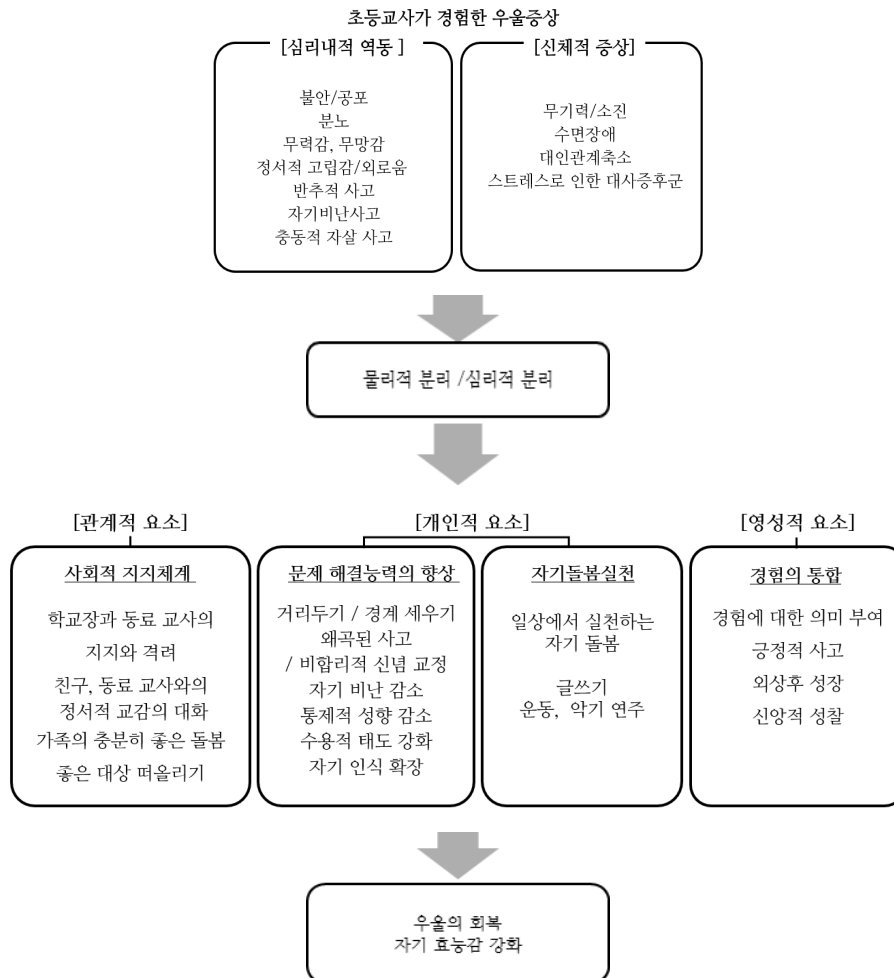 초등교사가 경험한 우울증상
[심리내적 역동 ]
불안/공포
분노
무력감, 무망감
정서적 고립감/외로움
반추적 사고
자기비난사고
충동적 자살 사고
[신체적 증상]
무기력/소진
수면장애
대인관계축소
스트레스로 인한 대사증후군
물리적 분리 /심리적 분리
[관계적 요소]
사회적 지지체계
학교장과 동료 교사의
지지와 격려
친구, 동료 교사와의
정서적 교감의 대화
가족의 충분히 좋은 돌봄
좋은 대상 떠올리기
[개인적 요소]
문제 해결능력의 향상
거리두기 / 경계 세우기
왜곡된 사고
/ 비합리적 신념 교정
자기 비난 감소
통제적 성향 감소
수용적 태도 강화
자기 인식 확장
자기돌봄실천
일상에서 실천하는
자기 돌봄
글쓰기
운동, 악기 연주
[영성적 요소]
경험의 통합
경험에 대한 의미 부여
긍정적 사고
외상후 성장
신앙적 성찰
우울의 회복
자기 효능감 강화